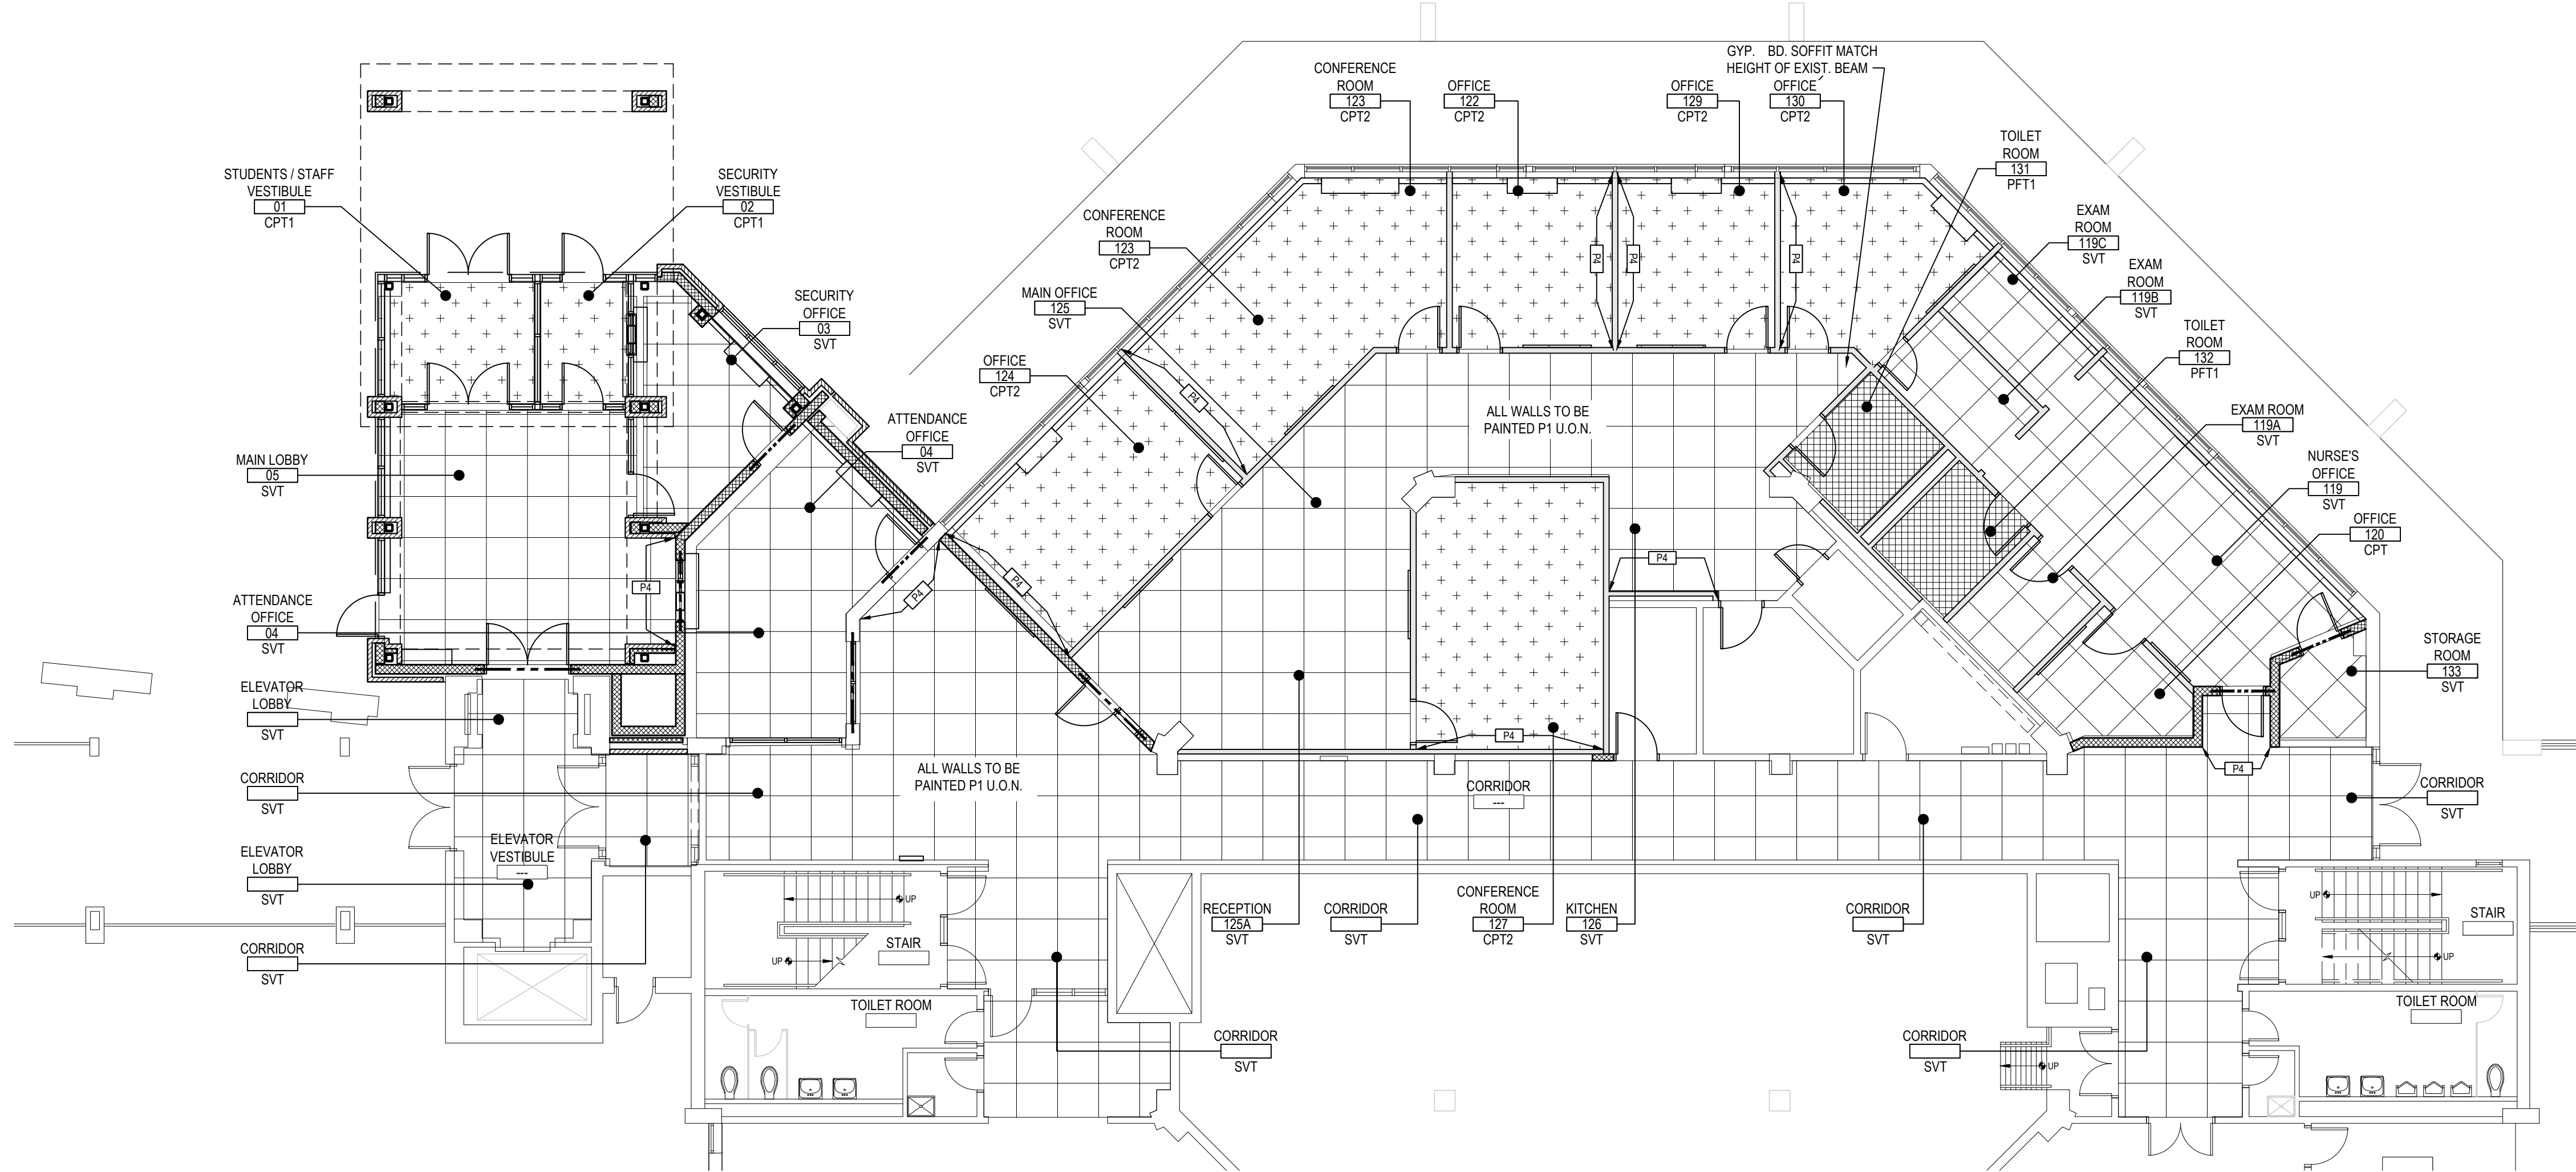 GYP. BD. SOFFIT MATCH
HEIGHT OF EXIST. BEAM
CONFERENCE
ROOM
123
CPT2
OFFICE
122
CPT2
OFFICE
129
CPT2
OFFICE
130
CPT2
TOILET
ROOM
131
PFT1
STUDENTS / STAFF
VESTIBULE
01
CPT1
SECURITY
VESTIBULE
02
CPT1
CONFERENCE
ROOM
123
CPT2
EXAM
ROOM
119C
SVT
EXAM
ROOM
119B
SVT
SECURITY
OFFICE
03
SVT
MAIN OFFICE
125
SVT
P4
P4
P4
TOILET
ROOM
132
PFT1
OFFICE
124
CPT2
P4
ATTENDANCE
OFFICE
04
SVT
ALL WALLS TO BE
PAINTED P1 U.O.N.
EXAM ROOM
119A
SVT
MAIN LOBBY
05
SVT
NURSE'S
OFFICE
119
SVT
OFFICE
120
CPT
P4
P4
P4
P4
ATTENDANCE
OFFICE
04
SVT
STORAGE
ROOM
133
SVT
ELEVATOR
LOBBY
SVT
P4
P4
ALL WALLS TO BE
PAINTED P1 U.O.N.
CORRIDOR
SVT
CORRIDOR
---
CORRIDOR
SVT
ELEVATOR
VESTIBULE
---
ELEVATOR
LOBBY
SVT
UP
STAIR
UP
RECEPTION
125A
SVT
CORRIDOR
SVT
CONFERENCE
ROOM
127
CPT2
KITCHEN
126
SVT
CORRIDOR
SVT
UP
STAIR
UP
CORRIDOR
SVT
TOILET ROOM
TOILET ROOM
CORRIDOR
SVT
CORRIDOR
SVT
UP